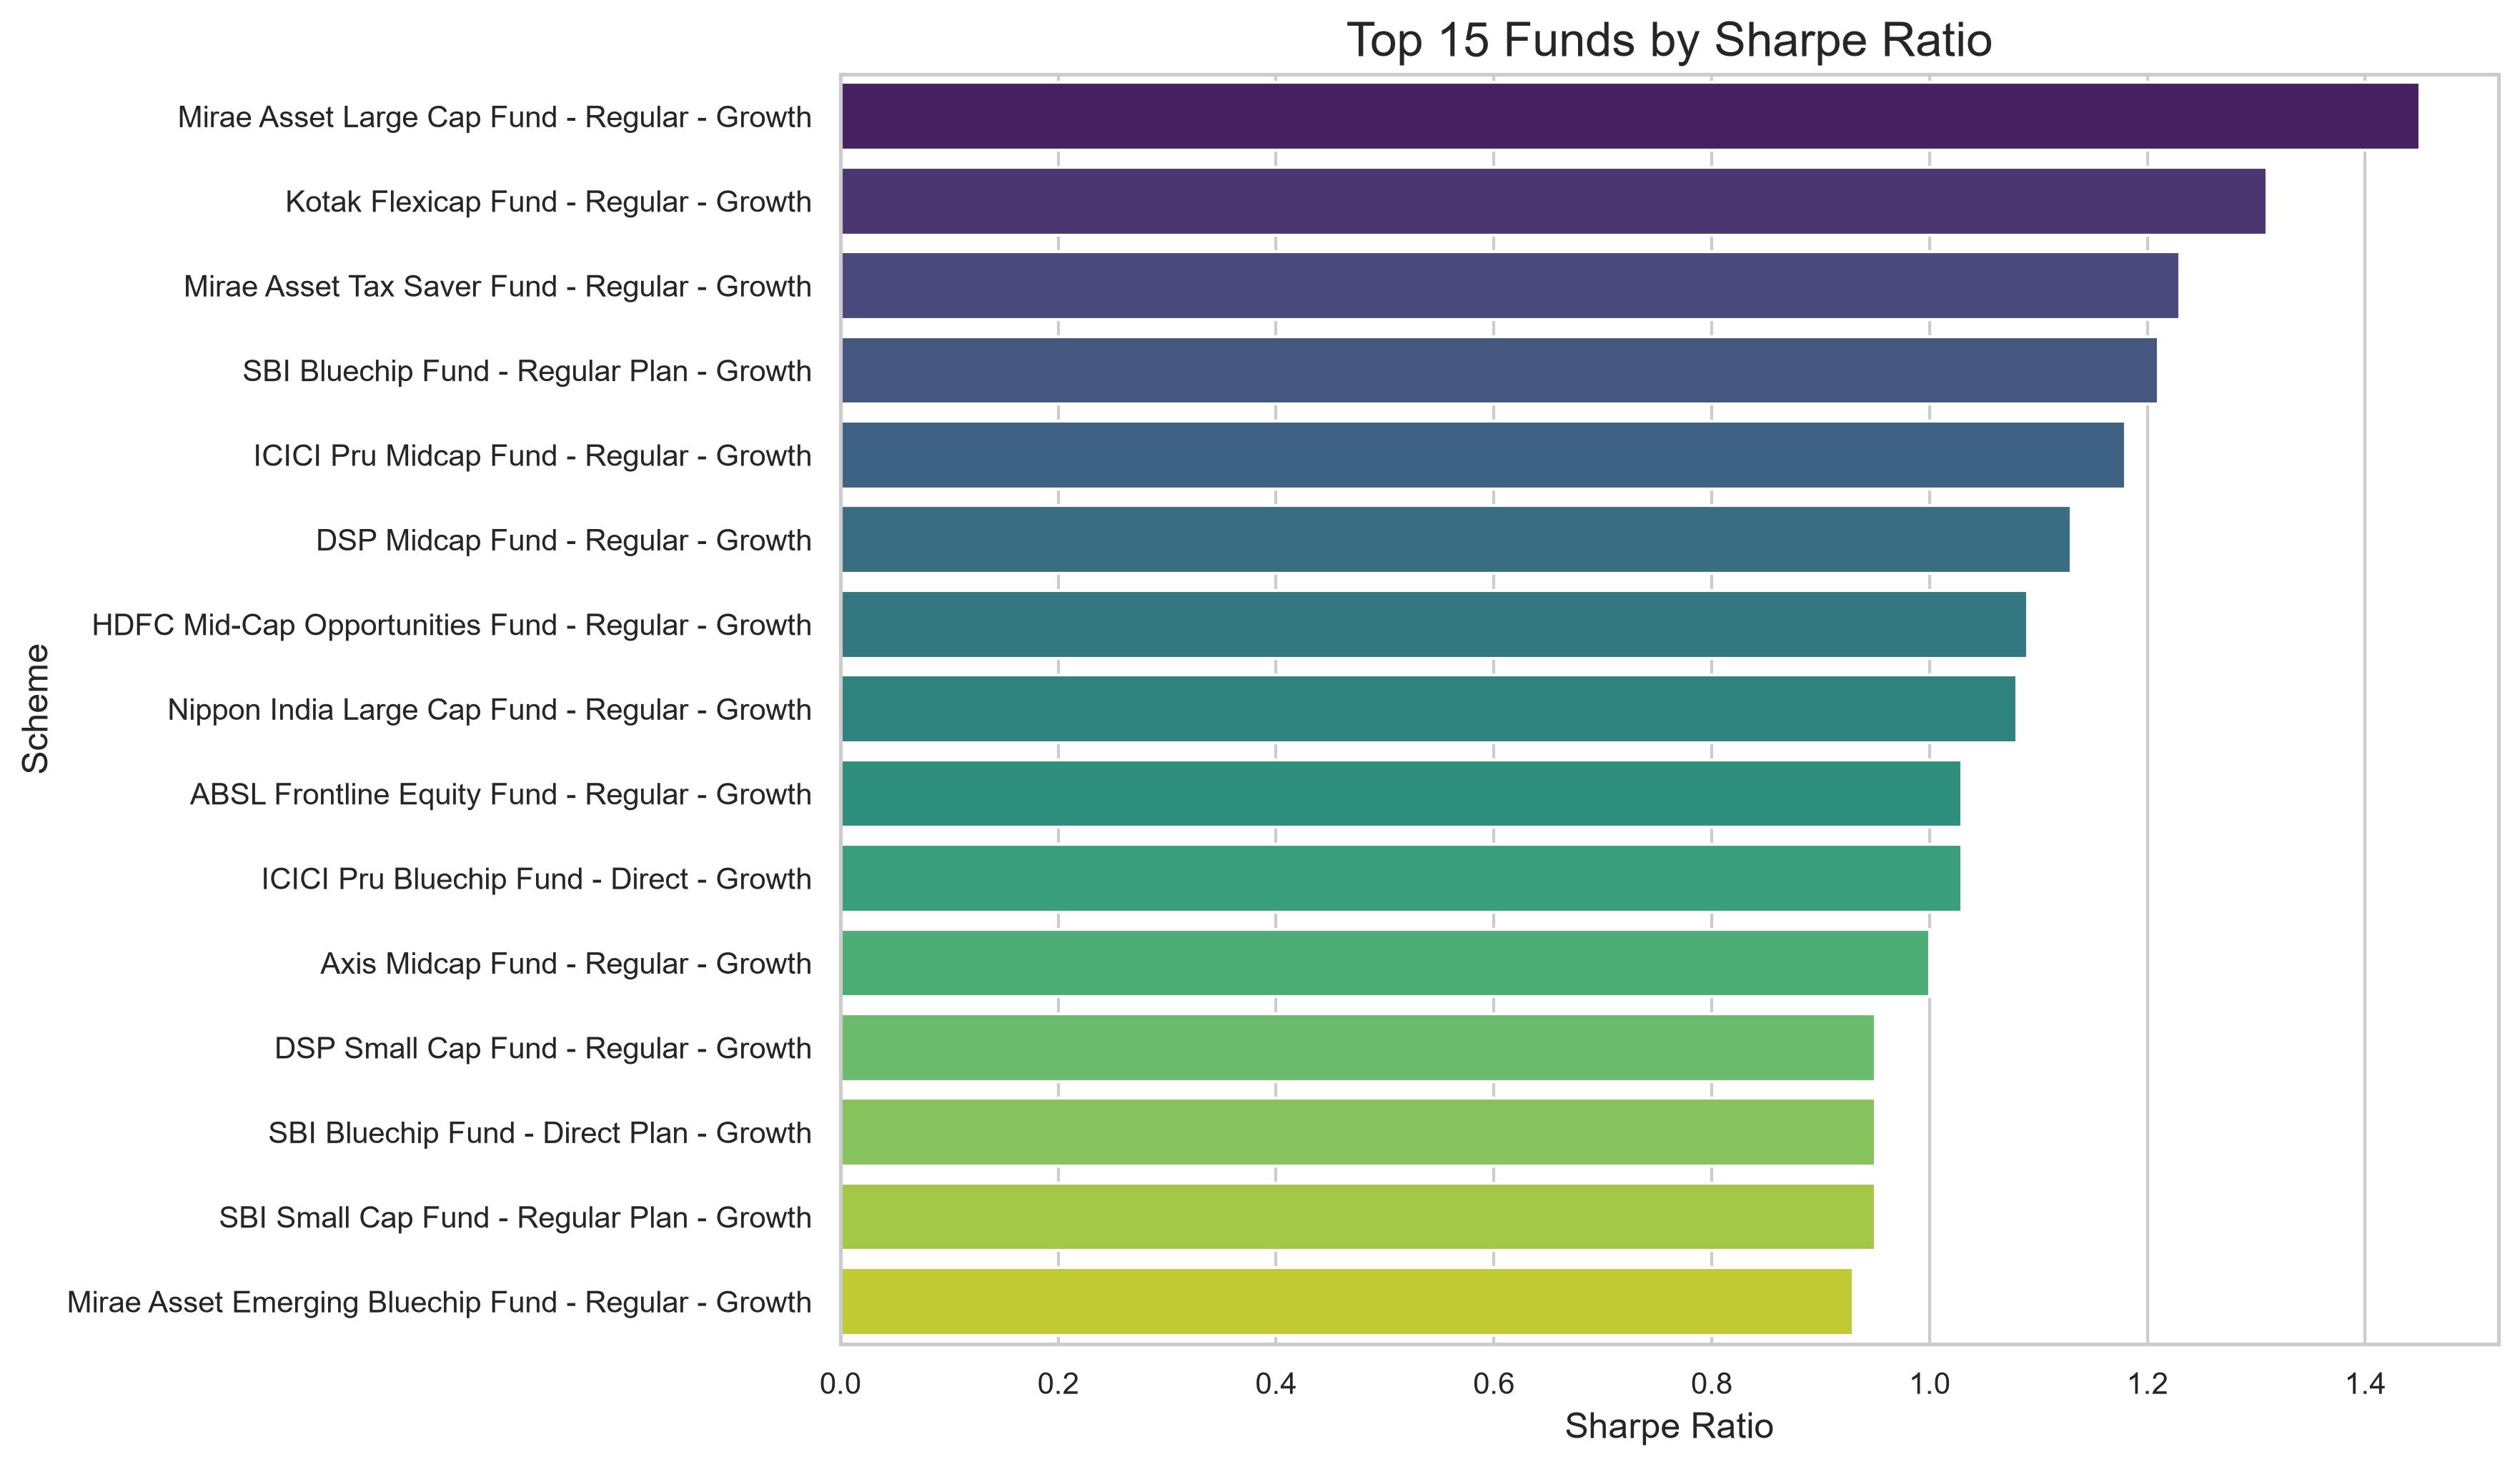 Top 15 Funds by Sharpe Ratio
Scheme
Mirae Asset Large Cap Fund - Regular - Growth
Kotak Flexicap Fund - Regular - Growth
Mirae Asset Tax Saver Fund - Regular - Growth
SBI Bluechip Fund - Regular Plan - Growth
ICICI Pru Midcap Fund - Regular - Growth
DSP Midcap Fund - Regular - Growth
HDFC Mid-Cap Opportunities Fund - Regular - Growth
Nippon India Large Cap Fund - Regular - Growth
ABSL Frontline Equity Fund - Regular - Growth
ICICI Pru Bluechip Fund - Direct - Growth
Axis Midcap Fund - Regular - Growth
DSP Small Cap Fund - Regular - Growth
SBI Bluechip Fund - Direct Plan - Growth
SBI Small Cap Fund - Regular Plan - Growth
Mirae Asset Emerging Bluechip Fund - Regular - Growth
0.0 0.2 0.4 0.6 0.8 1.0 1.2 1.4
Sharpe Ratio